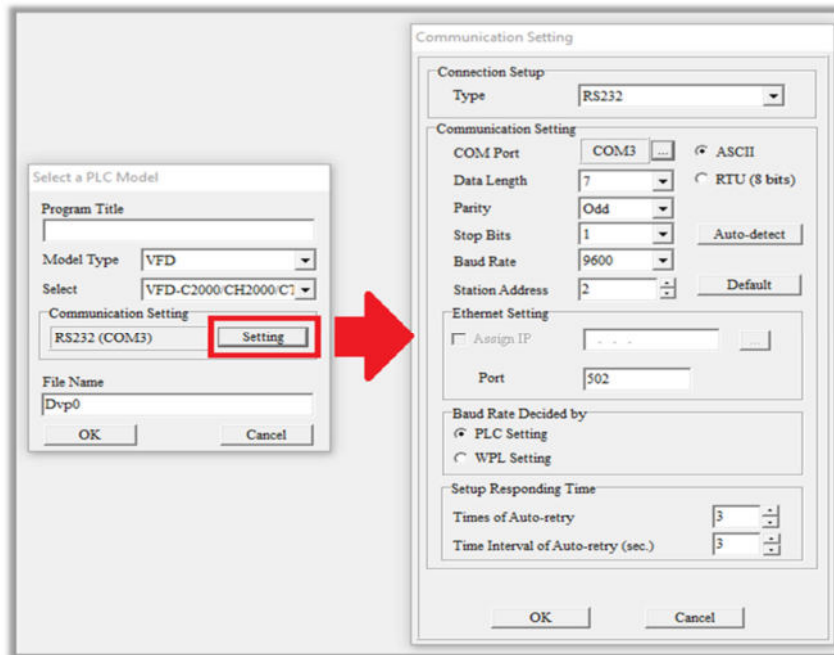 Select a PLC Model
Program Title
Model Type VFD
Select VFD-C2000/CH2000/CT
Communication Setting
RS232 (COM3) Setting
File Name
Dvp0
OK Cancel
Communication Setting
Connection Setup
Type RS232
Communication Setting
COM Port COM3 ... ASCII
Data Length 7 RTU (8 bits)
Parity Odd
Stop Bits 1 Auto-detect
Baud Rate 9600
Station Address 2 Default
Ethernet Setting
Assign IP . . . ...
Port 502
Baud Rate Decided by
PLC Setting
WPL Setting
Setup Responding Time
Times of Auto-retry 3
Time Interval of Auto-retry (sec.) 3
OK Cancel